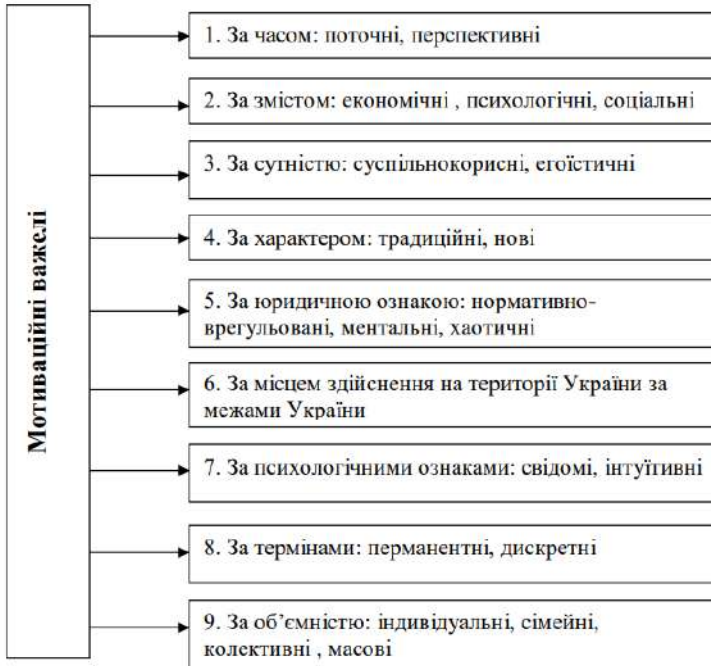 Мотиваційні важелі
1. За часом: поточні, перспективні
2. За змістом: економічні , психологічні, соціальні
3. За сутністю: суспільнокорисні, егоїстичні
4. За характером: традиційні, нові
5. За юридичною ознакою: нормативно-
врегульовані, ментальні, хаотичні
6. За місцем здійснення на території України за
межами України
7. За психологічними ознаками: свідомі, інтуїтивні
8. За термінами: перманентні, дискретні
9. За об’ємністю: індивідуальні, сімейні,
колективні , масові